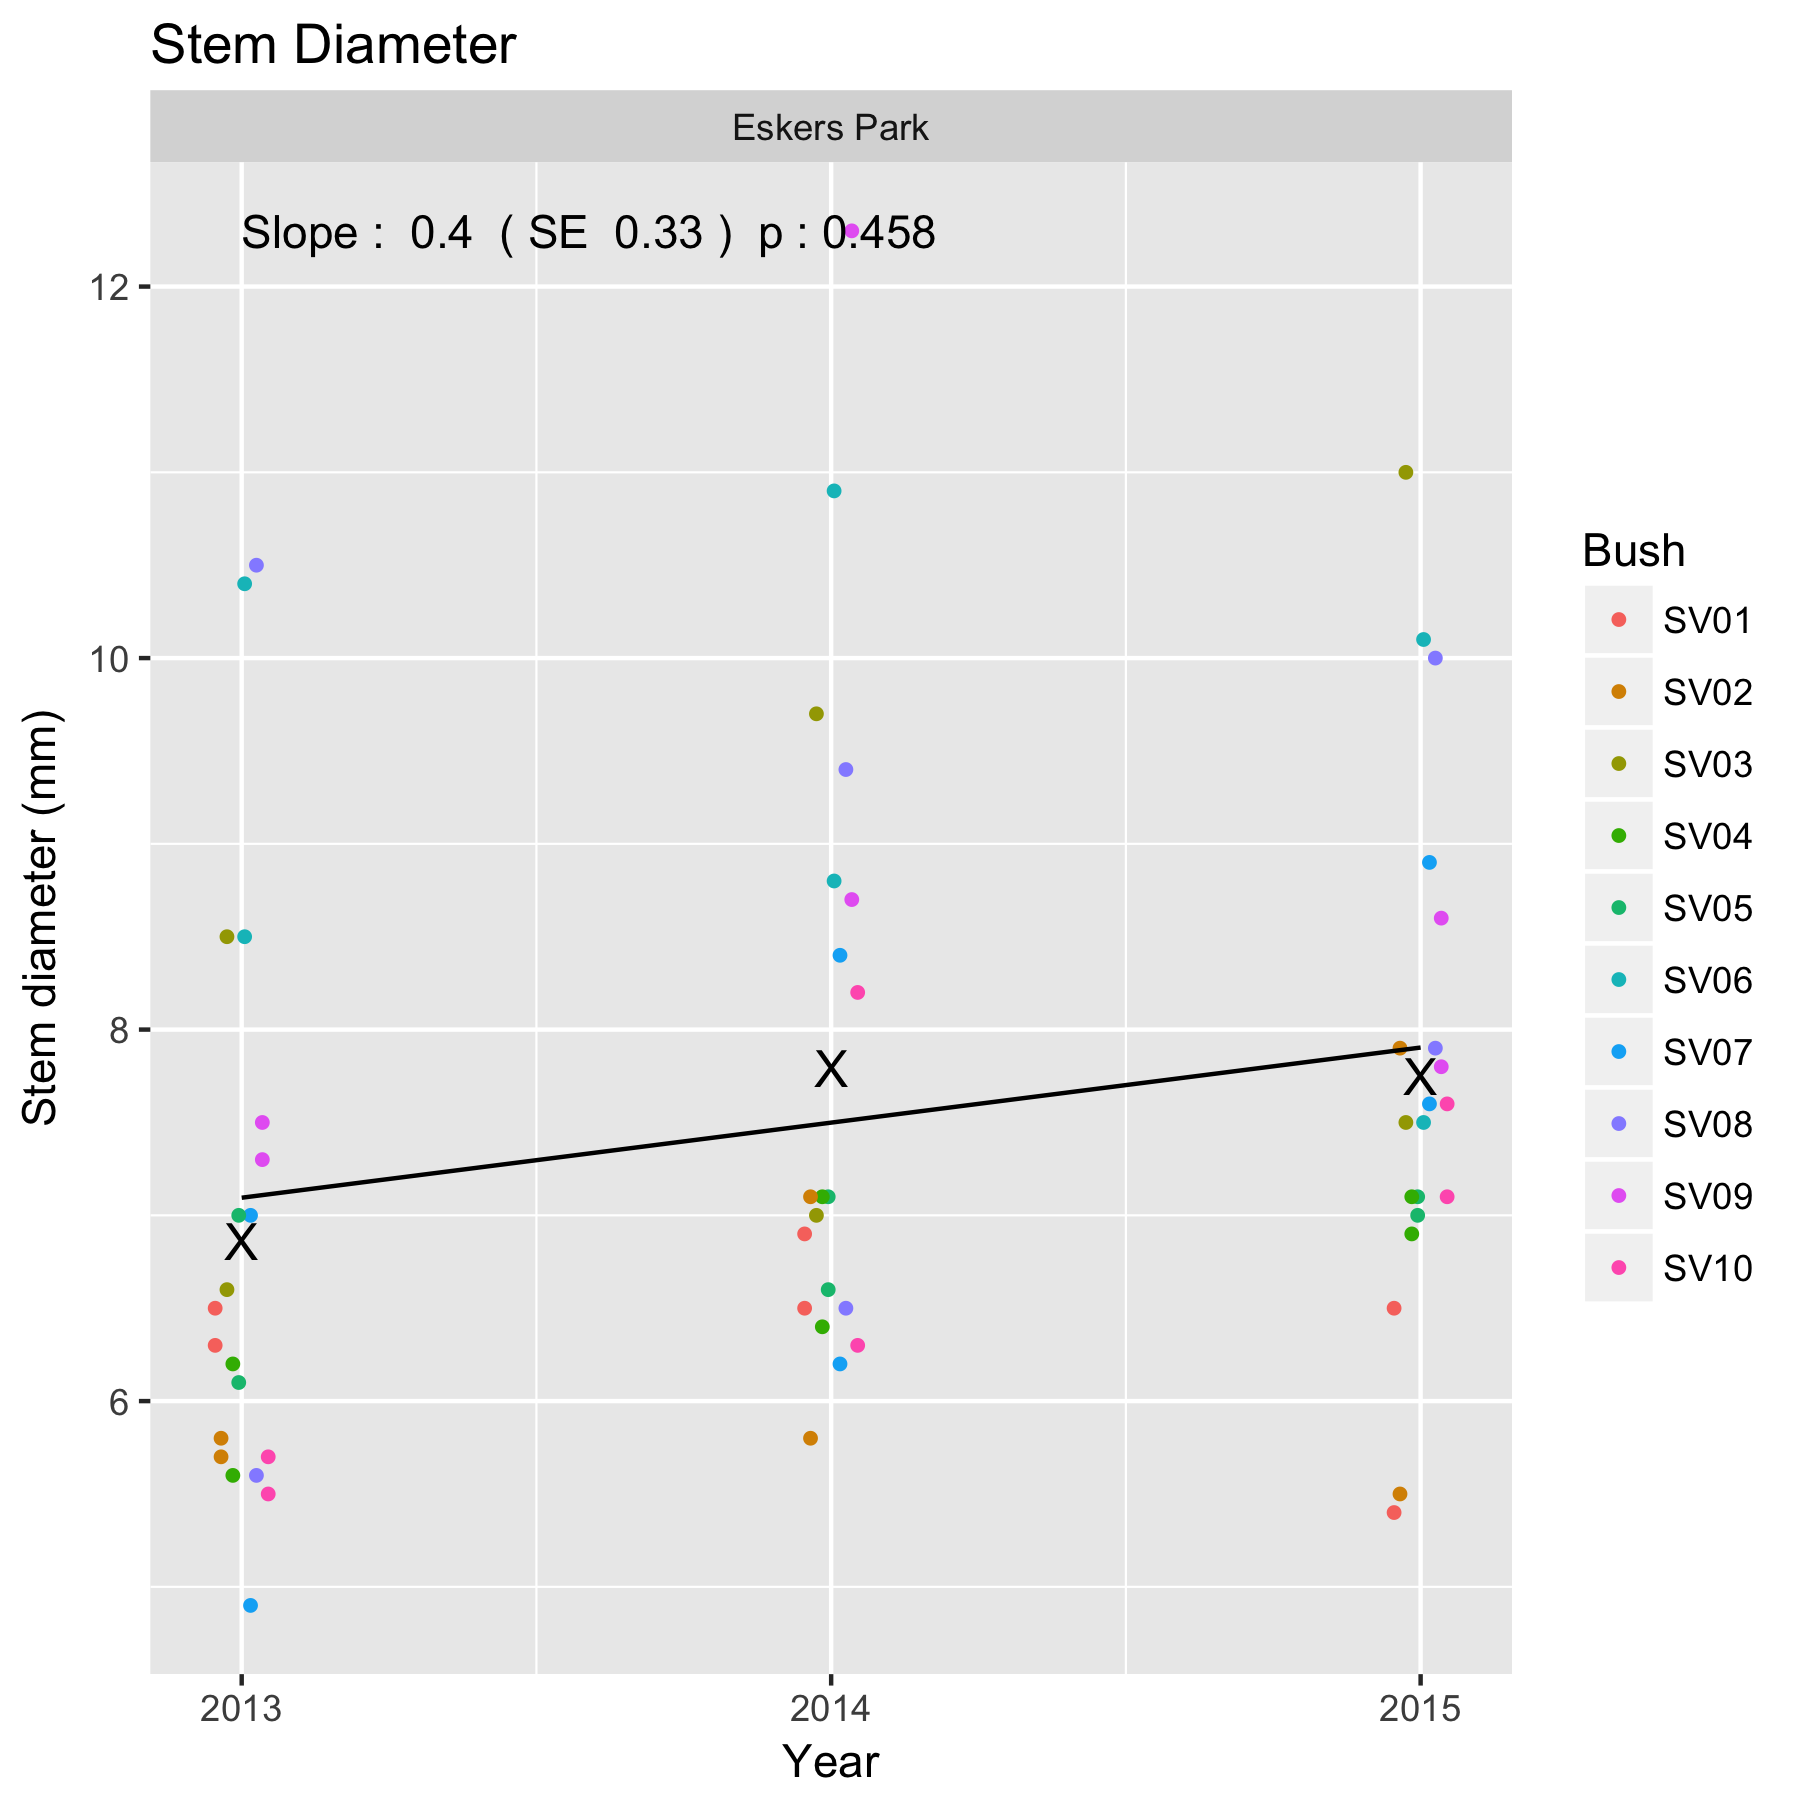 Stem Diameter
Eskers Park
Slope :  0.4  ( SE  0.33 )  p : 0.458
12
10
8
6
Stem diameter (mm)
X
X
X
2013
2014
2015
Year
Bush
SV01
SV02
SV03
SV04
SV05
SV06
SV07
SV08
SV09
SV10